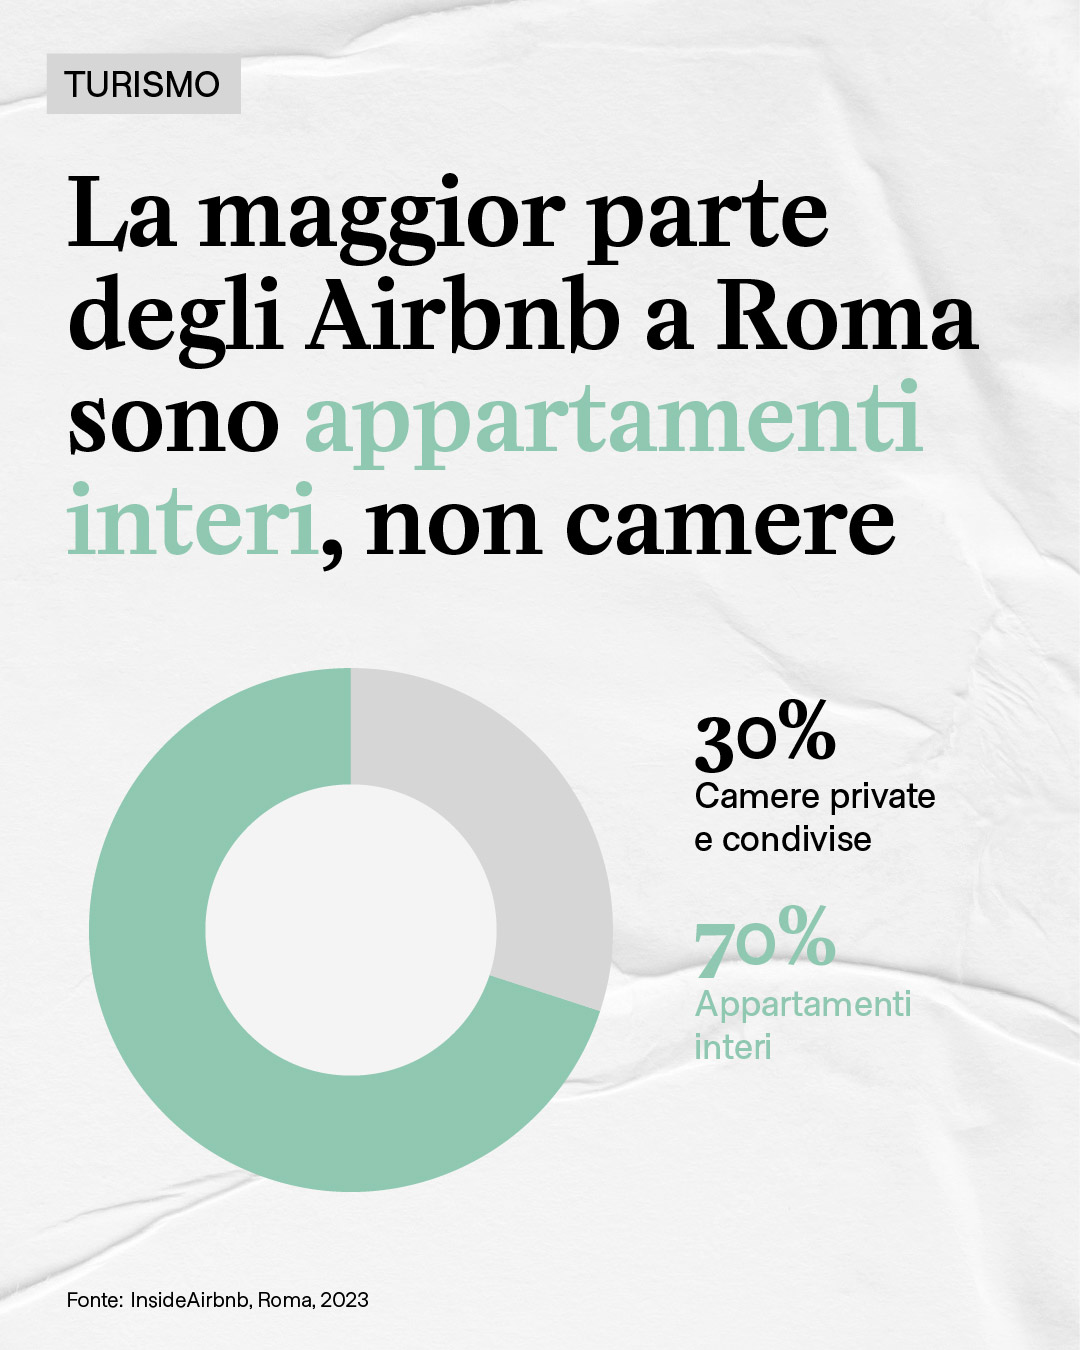 TURISMO
La maggior parte
degli Airbnb a Roma
sono appartamenti
interi, non camere
30%
Camere private
e condivise
70%
Appartamenti
interi
Fonte: InsideAirbnb, Roma, 2023